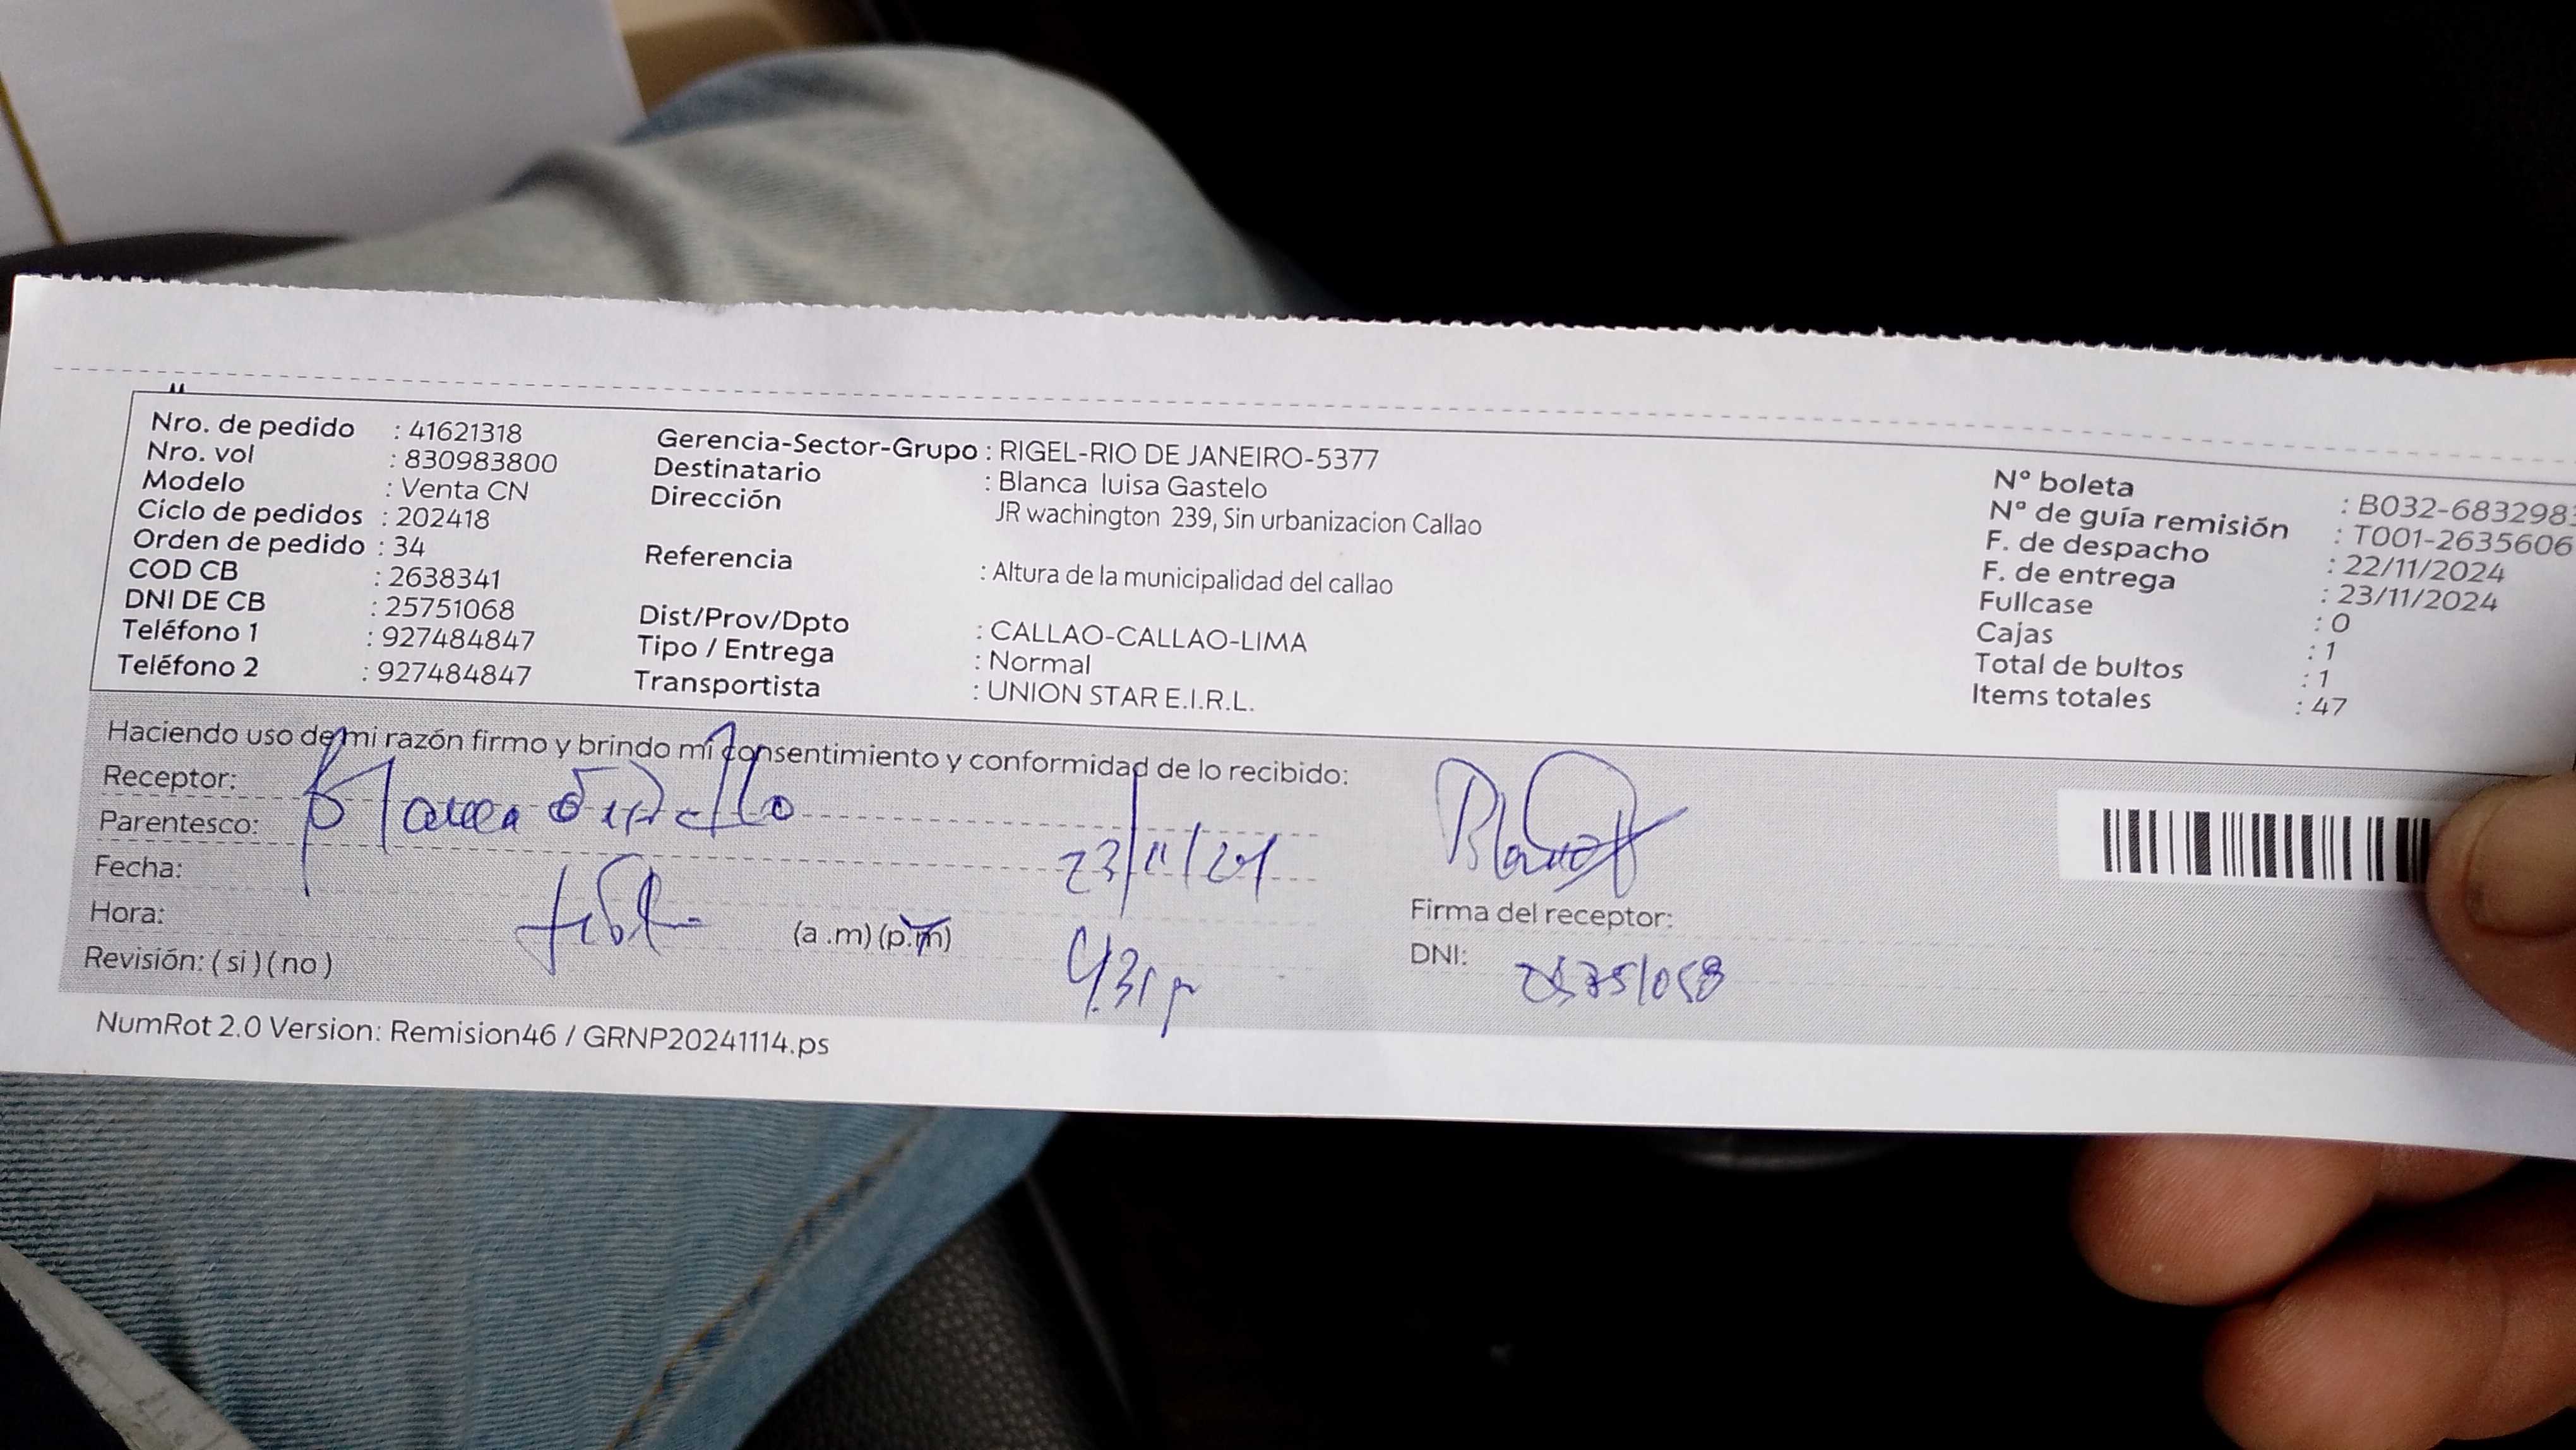 Nro. de pedido : 41621318
Nro. vol : 830983800
Modelo : Venta CN
Ciclo de pedidos : 202418
Orden de pedido : 34
COD CB : 2638341
DNI DE CB : 25751068
Teléfono 1 : 927484847
Teléfono 2 : 927484847
Gerencia-Sector-Grupo : RIGEL-RIO DE JANEIRO-5377
Destinatario : Blanca luisa Gastelo
Dirección JR wachington 239, Sin urbanizacion Callao
Referencia : Altura de la municipalidad del callao
Dist/Prov/Dpto : CALLAO-CALLAO-LIMA
Tipo / Entrega : Normal
Transportista : UNION STAR E.I.R.L.
N° boleta : B032-683298
N° de guía remisión : T001-2635606
F. de despacho : 22/11/2024
F. de entrega : 23/11/2024
Fullcase : 0
Cajas : 1
Total de bultos : 1
Items totales : 47
Haciendo uso de mi razón firmo y brindo mi consentimiento y conformidad de lo recibido:
Receptor: Blanca
Parentesco:
Fecha: 23/11/24
Hora: (a .m) (p.m) 4.31 p
Revisión: ( si ) ( no )
Firma del receptor:
DNI:
NumRot 2.0 Version: Remision46 / GRNP20241114.ps